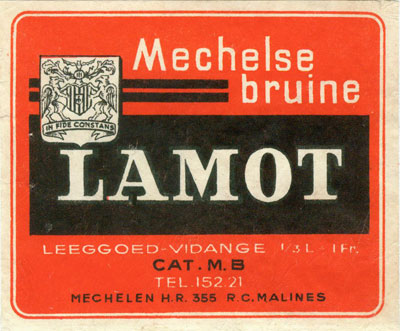 Mechelse
bruine
IN FIDE CONSTANS
LAMOT
LEEGGOED-VIDANGE 1/3 L - 1 Fr.
CAT. M. B
TEL. 152.21
MECHELEN H.R. 355 R.C. MALINES